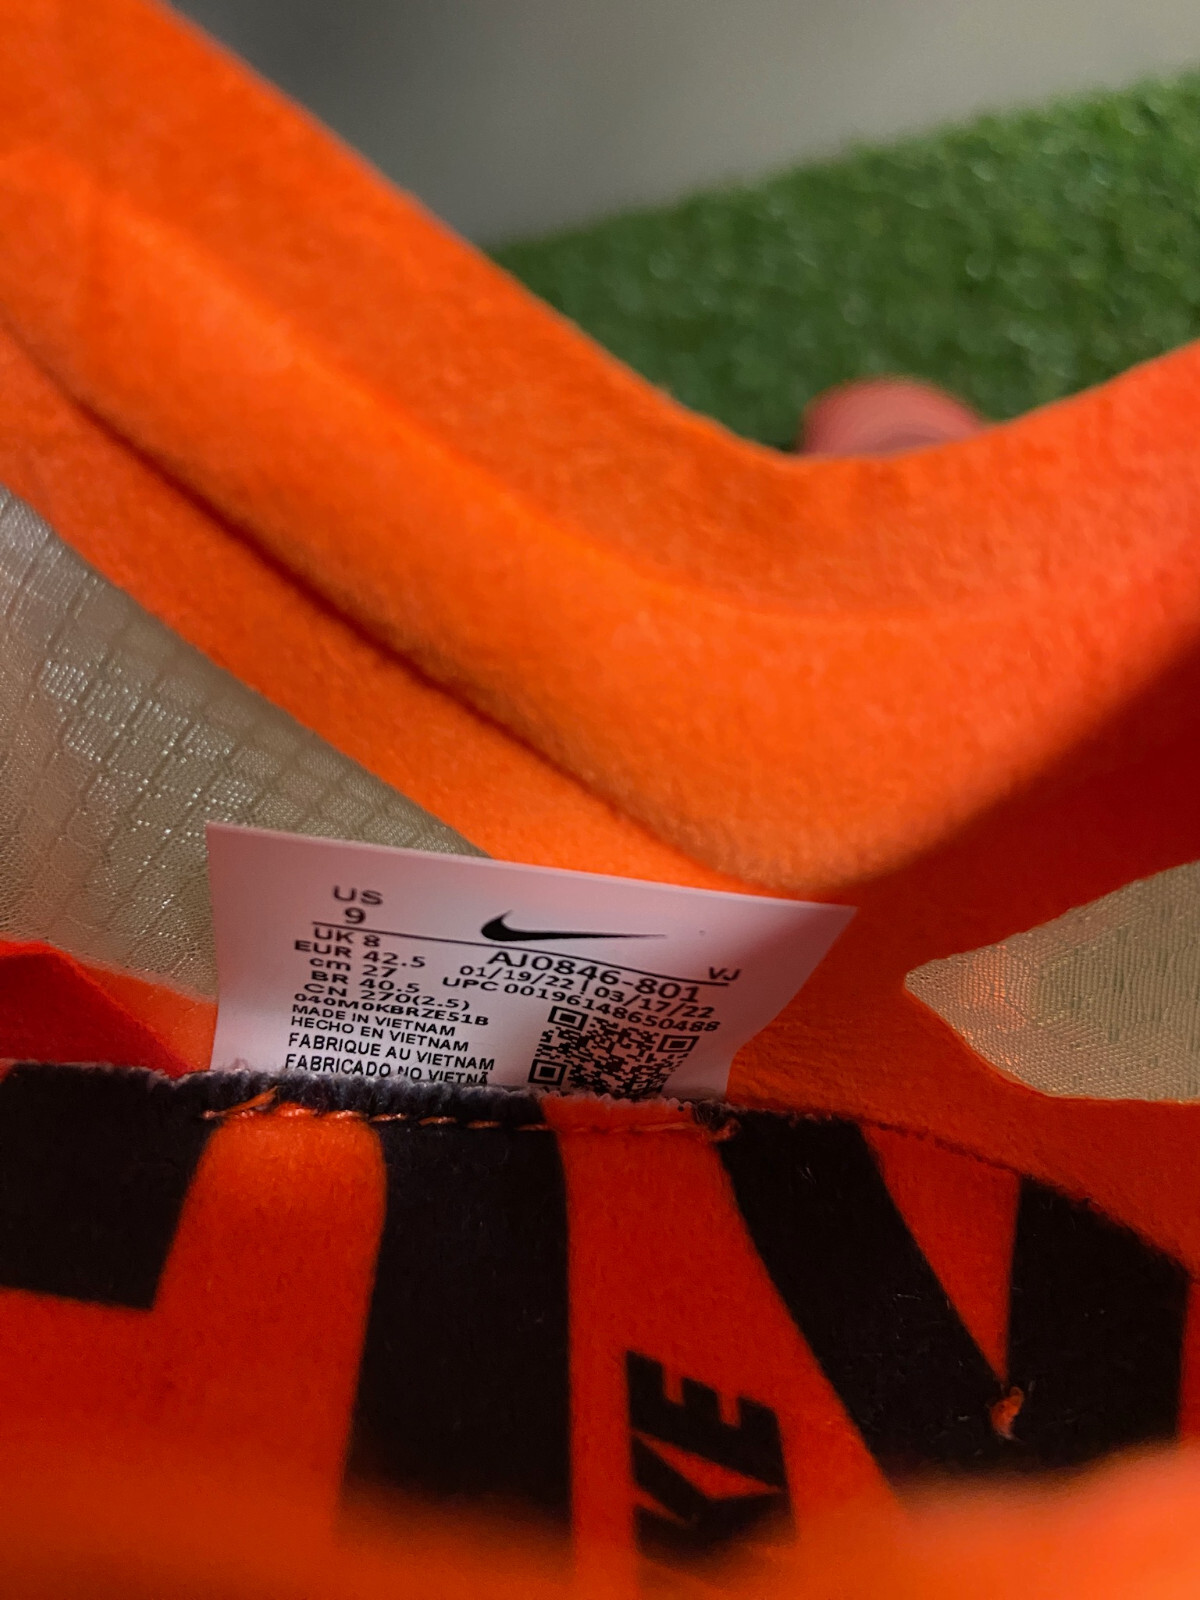 US
9
UK 8
EUR 42.5
cm 27
BR 40.5
CN 270(2.5)
040M0KBRZE51B
MADE IN VIETNAM
HECHO EN VIETNAM
FABRIQUE AU VIETNAM
FABRICADO NO VIETNÃ
AJ0846-801
VJ
01/19/22 | 03/17/22
UPC 00196148650488
KE